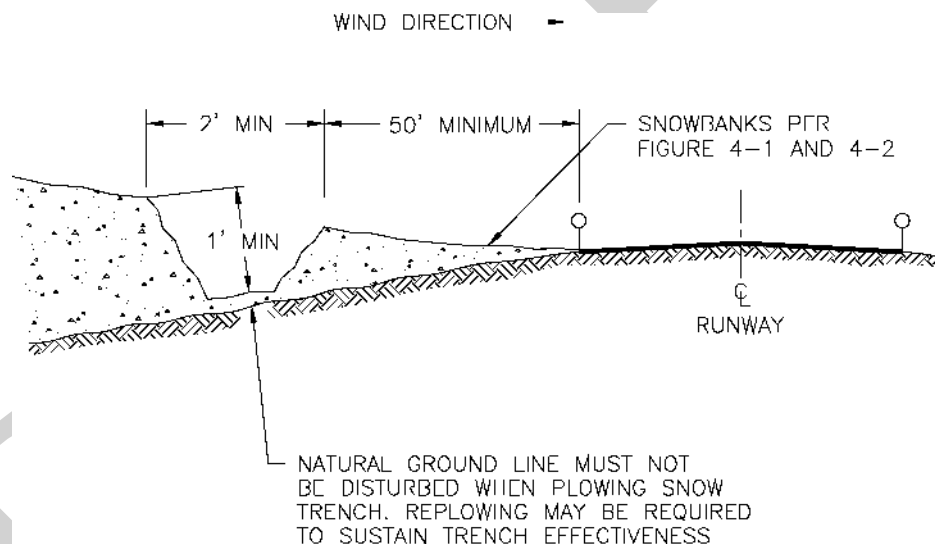 WIND DIRECTION
2' MIN
50' MINIMUM
SNOWBANKS PER
FIGURE 4-1 AND 4-2
1' MIN
℄
RUNWAY
NATURAL GROUND LINE MUST NOT
BE DISTURBED WHEN PLOWING SNOW
TRENCH. REPLOWING MAY BE REQUIRED
TO SUSTAIN TRENCH EFFECTIVENESS